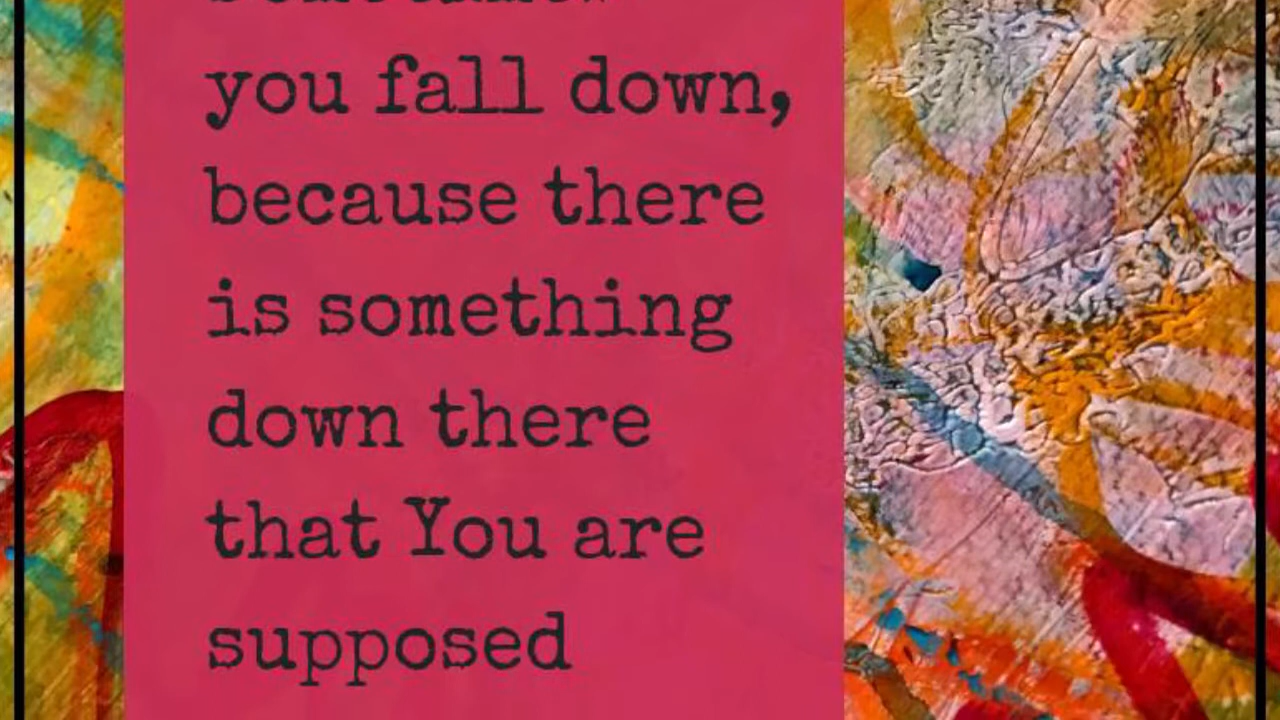 you fall down,
because there
is something
down there
that You are
supposed